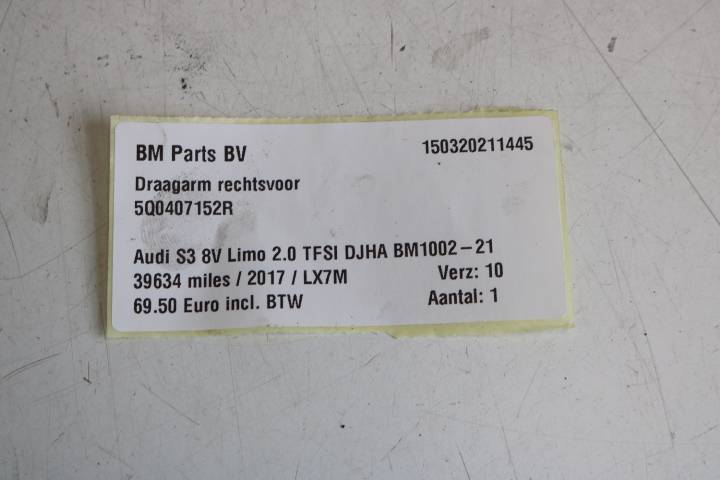 BM Parts BV 150320211445
Draagarm rechtsvoor
5Q0407152R
Audi S3 8V Limo 2.0 TFSI DJHA BM1002-21
39634 miles / 2017 / LX7M Verz: 10
69.50 Euro incl. BTW Aantal: 1